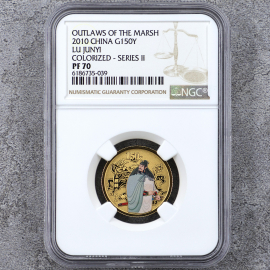 OUTLAWS OF THE MARSH
2010 CHINA G150Y
LU JUNYI
COLORIZED - SERIES II
PF 70
6186735-039
NGC
NUMISMATIC GUARANTY CORPORATION